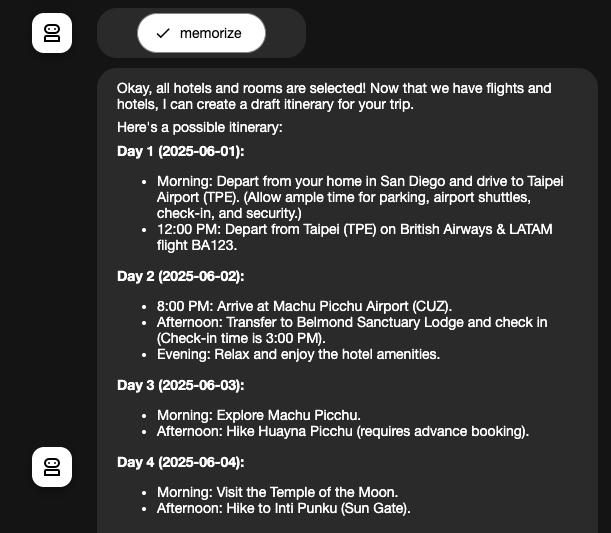 memorize
Okay, all hotels and rooms are selected! Now that we have flights and
hotels, I can create a draft itinerary for your trip.
Here's a possible itinerary:
Day 1 (2025-06-01):
• Morning: Depart from your home in San Diego and drive to Taipei
Airport (TPE). (Allow ample time for parking, airport shuttles,
check-in, and security.)
• 12:00 PM: Depart from Taipei (TPE) on British Airways & LATAM
flight BA123.
Day 2 (2025-06-02):
• 8:00 PM: Arrive at Machu Picchu Airport (CUZ).
• Afternoon: Transfer to Belmond Sanctuary Lodge and check in
(Check-in time is 3:00 PM).
• Evening: Relax and enjoy the hotel amenities.
Day 3 (2025-06-03):
• Morning: Explore Machu Picchu.
• Afternoon: Hike Huayna Picchu (requires advance booking).
Day 4 (2025-06-04):
• Morning: Visit the Temple of the Moon.
• Afternoon: Hike to Inti Punku (Sun Gate).